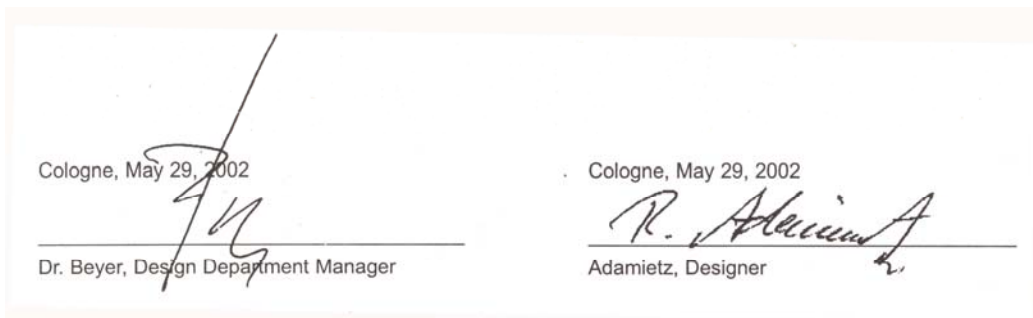 Cologne, May 29, 2002
Dr. Beyer, Design Department Manager
Cologne, May 29, 2002
R. Adamietz
Adamietz, Designer